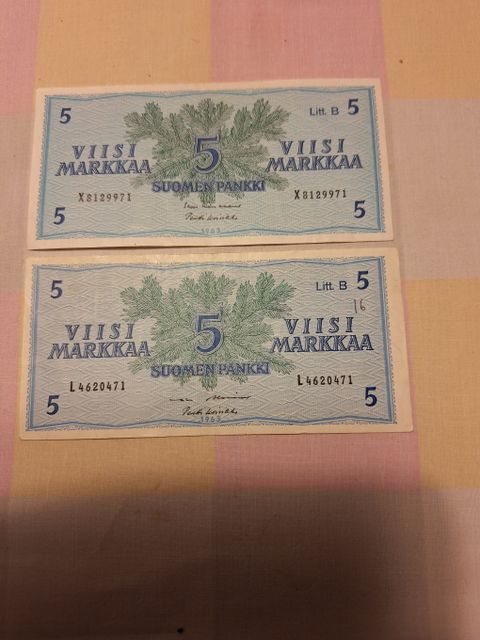 5 Litt. B 5
VIISI 5 VIISI
MARKKAA MARKKAA
SUOMEN PANKKI
X8129971 X8129971
5 5
1963
5 Litt. B 5
16
VIISI 5 VIISI
MARKKAA MARKKAA
SUOMEN PANKKI
L4620471 L4620471
5 5
1963